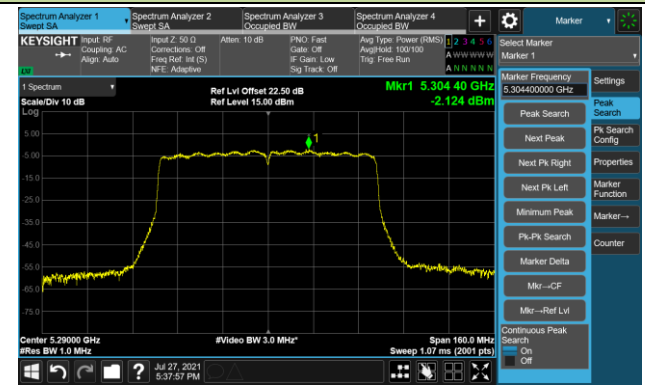 Spectrum Analyzer 1
Swept SA
Spectrum Analyzer 2
Swept SA
Spectrum Analyzer 3
Occupied BW
Spectrum Analyzer 4
Occupied BW
+
Marker
KEYSIGHT
Input: RF
Coupling: AC
Align: Auto
Input Z: 50 Ω
Corrections: Off
Freq Ref: Int (S)
NFE: Adaptive
Atten: 10 dB
PNO: Fast
Gate: Off
IF Gain: Low
Sig Track: Off
Avg Type: Power (RMS)
Avg|Hold: 100/100
Trig: Free Run
1 2 3 4 5 6
A W W W W W
A N N N N N
Select Marker
Marker 1
1 Spectrum
Scale/Div 10 dB
Log
Ref Lvl Offset 22.50 dB
Ref Level 15.00 dBm
Mkr1 5.304 40 GHz
-2.124 dBm
5.00
-5.00
-15.0
-25.0
-35.0
-45.0
-55.0
-65.0
-75.0
1
Center 5.29000 GHz
#Res BW 1.0 MHz
#Video BW 3.0 MHz*
Span 160.0 MHz
Sweep 1.07 ms (2001 pts)
Marker Frequency
5.304400000 GHz
Peak Search
Next Peak
Next Pk Right
Next Pk Left
Minimum Peak
Pk-Pk Search
Marker Delta
Mkr→CF
Mkr→Ref Lvl
Continuous Peak
Search
On
Off
Settings
Peak
Search
Pk Search
Config
Properties
Marker
Function
Marker→
Counter
?
Jul 27, 2021
5:37:57 PM